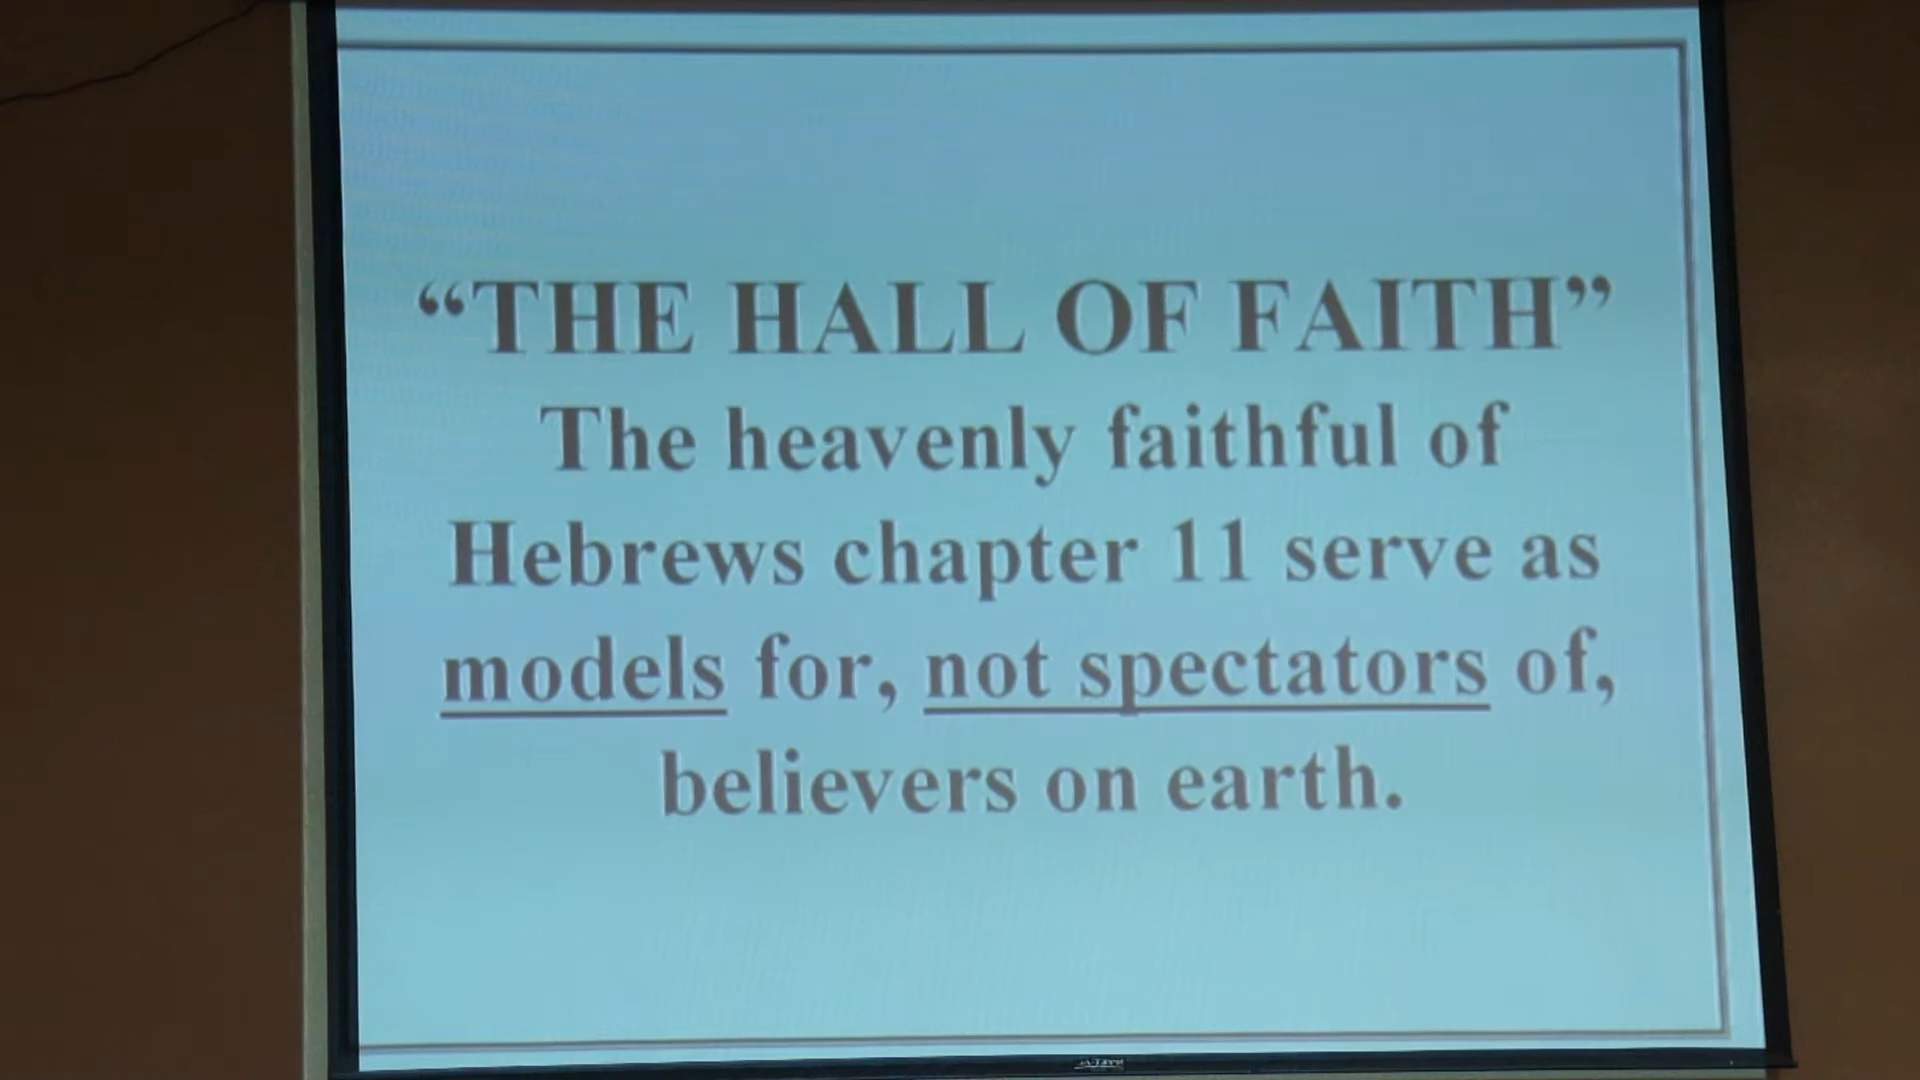 “THE HALL OF FAITH”
The heavenly faithful of
Hebrews chapter 11 serve as
models for, not spectators of,
believers on earth.